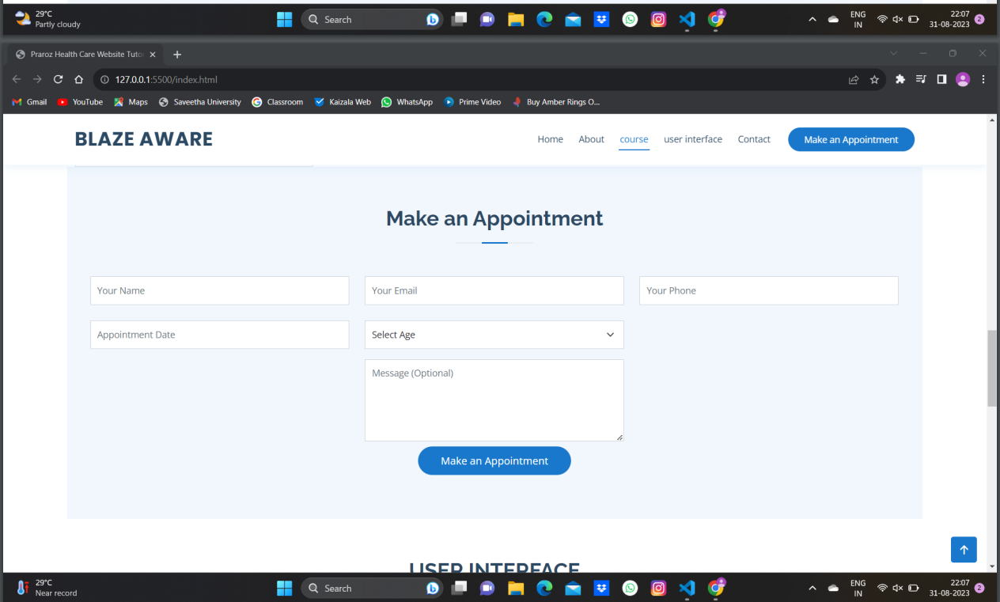 29°C
Partly cloudy
Search
ENG
IN
22:07
31-08-2023
2
Praroz Health Care Website Tuto
127.0.0.1:5500/index.html
Gmail YouTube Maps Saveetha University Classroom Kaizala Web WhatsApp Prime Video Buy Amber Rings O...
BLAZE AWARE
Home About course user interface Contact Make an Appointment
Make an Appointment
Your Name Your Email Your Phone
Appointment Date Select Age
Message (Optional)
Make an Appointment
USER INTERFACE
29°C
Near record
Search
ENG
IN
22:07
31-08-2023
2